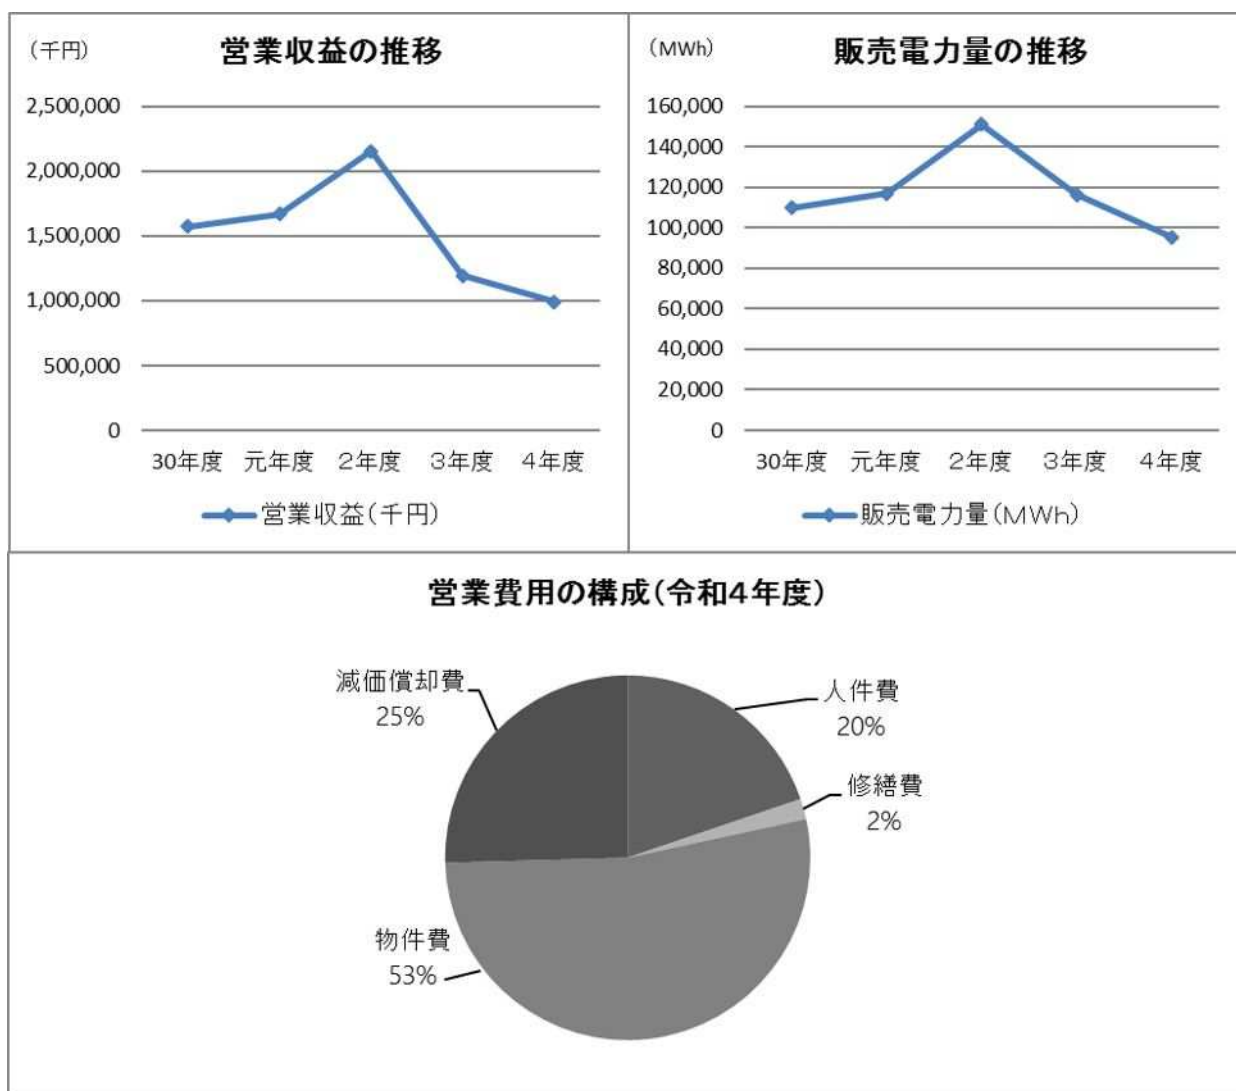 (千円)
営業収益の推移
2,500,000
2,000,000
1,500,000
1,000,000
500,000
0
30年度 元年度 2年度 3年度 4年度
営業収益(千円)
(MWh)
販売電力量の推移
160,000
140,000
120,000
100,000
80,000
60,000
40,000
20,000
0
30年度 元年度 2年度 3年度 4年度
販売電力量(MWh)
営業費用の構成(令和4年度)
減価償却費
25%
人件費
20%
修繕費
2%
物件費
53%